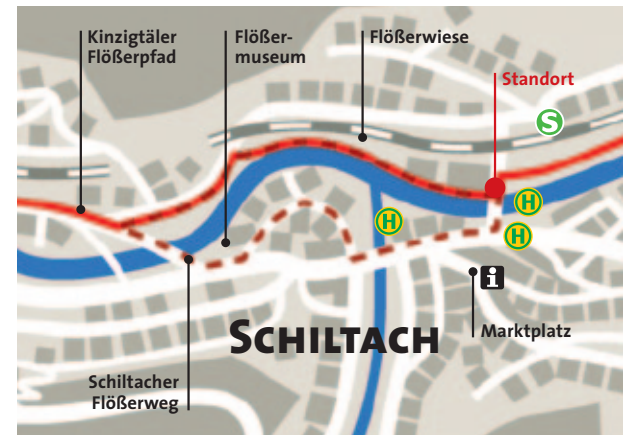 Kinzigtäler
Flößerpfad
Flößer-
museum
Flößerwiese
Standort
S
H
H
H
i
SCHILTACH
Marktplatz
Schiltacher
Flößerweg